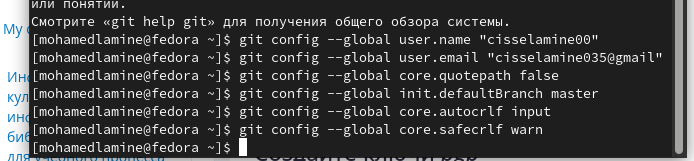 или понятии.
Смотрите «git help git» для получения общего обзора системы.
[mohamedlamine@fedora ~]$ git config --global user.name "cisselamine00"
[mohamedlamine@fedora ~]$ git config --global user.email "cisselamine035@gmail"
[mohamedlamine@fedora ~]$ git config --global core.quotepath false
[mohamedlamine@fedora ~]$ git config --global init.defaultBranch master
[mohamedlamine@fedora ~]$ git config --global core.autocrlf input
[mohamedlamine@fedora ~]$ git config --global core.safecrlf warn
[mohamedlamine@fedora ~]$